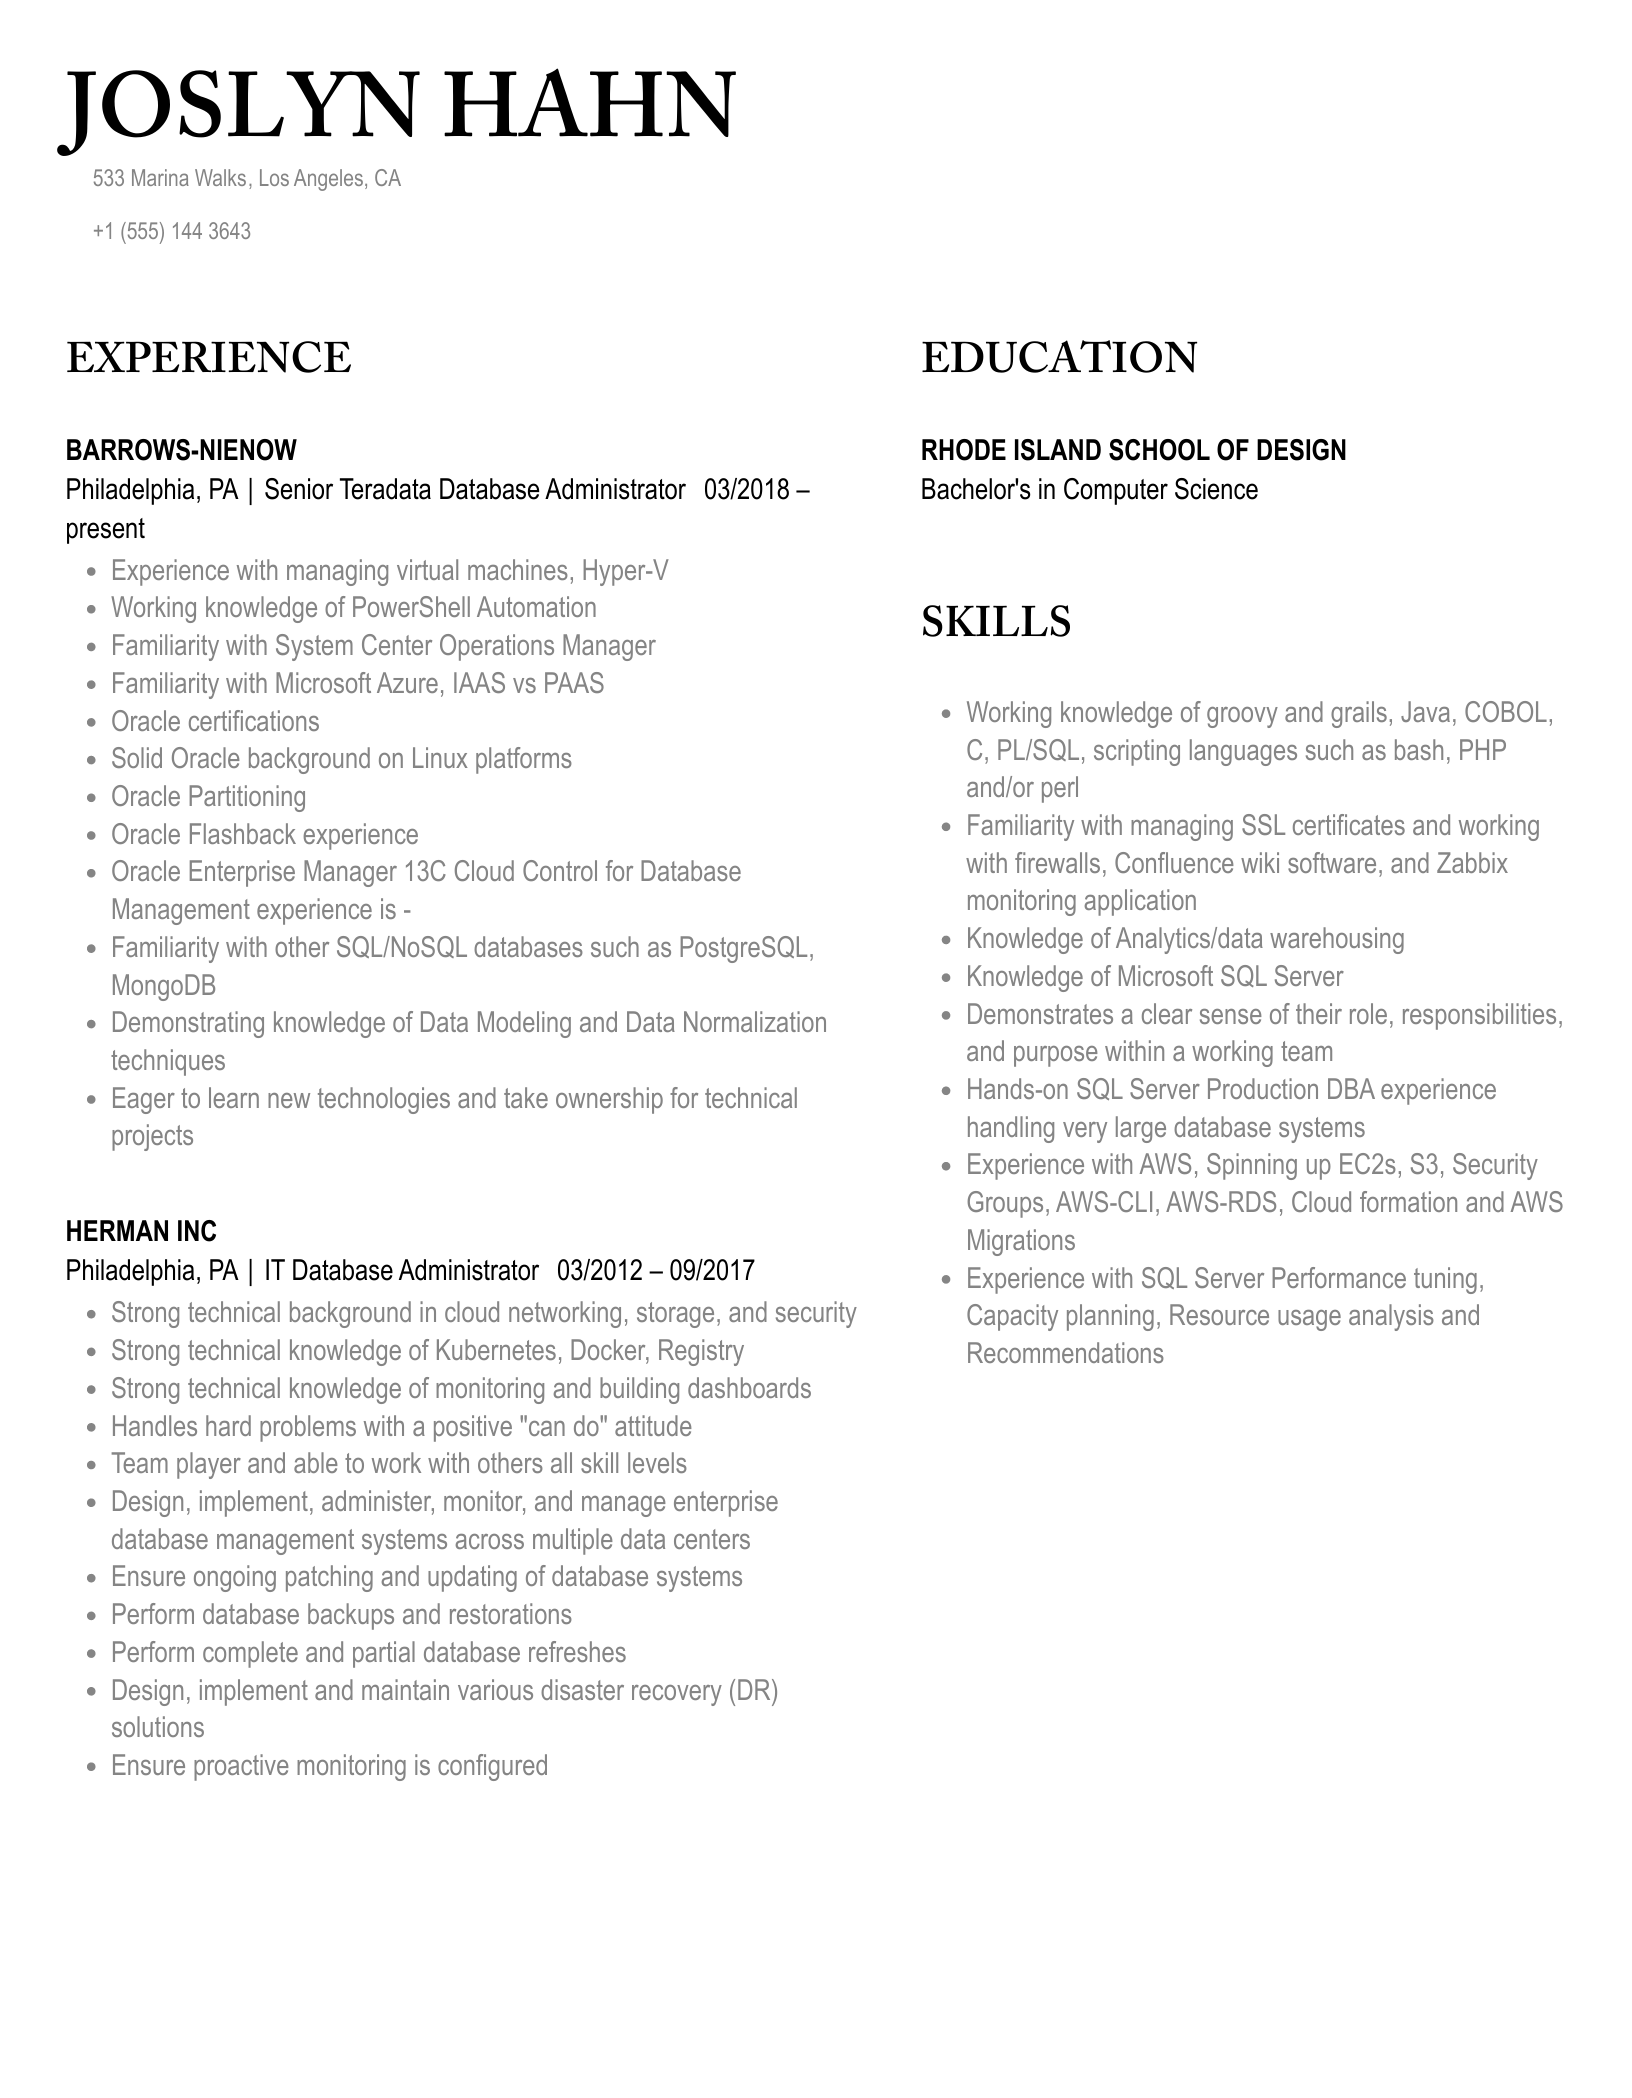 JOSLYN HAHN
533 Marina Walks, Los Angeles, CA
+1 (555) 144 3643
EXPERIENCE
BARROWS-NIENOW
Philadelphia, PA | Senior Teradata Database Administrator 03/2018 –
present
• Experience with managing virtual machines, Hyper-V
• Working knowledge of PowerShell Automation
• Familiarity with System Center Operations Manager
• Familiarity with Microsoft Azure, IAAS vs PAAS
• Oracle certifications
• Solid Oracle background on Linux platforms
• Oracle Partitioning
• Oracle Flashback experience
• Oracle Enterprise Manager 13C Cloud Control for Database
Management experience is -
• Familiarity with other SQL/NoSQL databases such as PostgreSQL,
MongoDB
• Demonstrating knowledge of Data Modeling and Data Normalization
techniques
• Eager to learn new technologies and take ownership for technical
projects
HERMAN INC
Philadelphia, PA | IT Database Administrator 03/2012 – 09/2017
• Strong technical background in cloud networking, storage, and security
• Strong technical knowledge of Kubernetes, Docker, Registry
• Strong technical knowledge of monitoring and building dashboards
• Handles hard problems with a positive "can do" attitude
• Team player and able to work with others all skill levels
• Design, implement, administer, monitor, and manage enterprise
database management systems across multiple data centers
• Ensure ongoing patching and updating of database systems
• Perform database backups and restorations
• Perform complete and partial database refreshes
• Design, implement and maintain various disaster recovery (DR)
solutions
• Ensure proactive monitoring is configured
EDUCATION
RHODE ISLAND SCHOOL OF DESIGN
Bachelor's in Computer Science
SKILLS
• Working knowledge of groovy and grails, Java, COBOL,
C, PL/SQL, scripting languages such as bash, PHP
and/or perl
• Familiarity with managing SSL certificates and working
with firewalls, Confluence wiki software, and Zabbix
monitoring application
• Knowledge of Analytics/data warehousing
• Knowledge of Microsoft SQL Server
• Demonstrates a clear sense of their role, responsibilities,
and purpose within a working team
• Hands-on SQL Server Production DBA experience
handling very large database systems
• Experience with AWS, Spinning up EC2s, S3, Security
Groups, AWS-CLI, AWS-RDS, Cloud formation and AWS
Migrations
• Experience with SQL Server Performance tuning,
Capacity planning, Resource usage analysis and
Recommendations